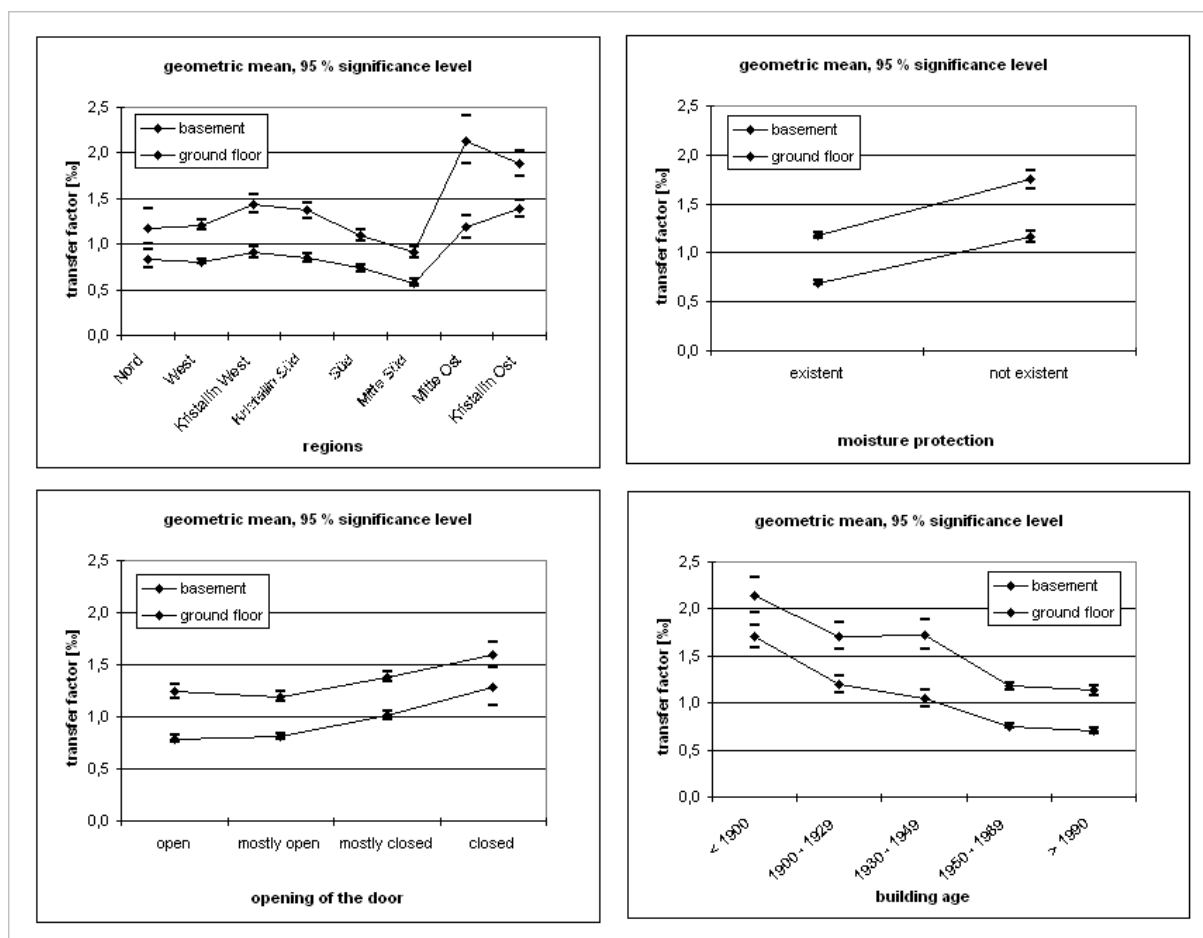 geometric mean, 95 % significance level
transfer factor [‰]
2,5
2,0
1,5
1,0
0,5
0,0
basement
ground floor
Nord
West
Kristallin West
Kristallin Süd
Süd
Mitte Süd
Mitte Ost
Kristallin Ost
regions
geometric mean, 95 % significance level
transfer factor [‰]
2,5
2,0
1,5
1,0
0,5
0,0
basement
ground floor
existent
not existent
moisture protection
geometric mean, 95 % significance level
transfer factor [‰]
2,5
2,0
1,5
1,0
0,5
0,0
basement
ground floor
open
mostly open
mostly closed
closed
opening of the door
geometric mean, 95 % significance level
transfer factor [‰]
2,5
2,0
1,5
1,0
0,5
0,0
basement
ground floor
< 1900
1900 - 1929
1930 - 1949
1950 - 1989
> 1990
building age